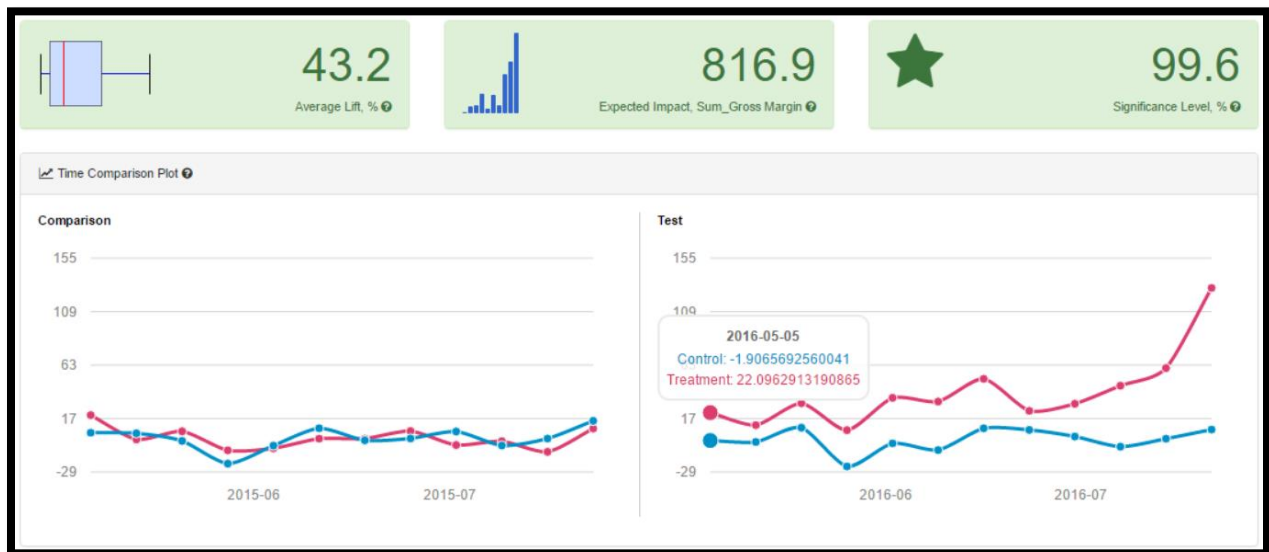 43.2
Average Lift, %
816.9
Expected Impact, Sum_Gross Margin
99.6
Significance Level, %
Time Comparison Plot
Comparison
155
109
63
17
-29
2015-06
2015-07
Test
155
109
2016-05-05
Control: -1.9065692560041
Treatment: 22.0962913190865
17
-29
2016-06
2016-07